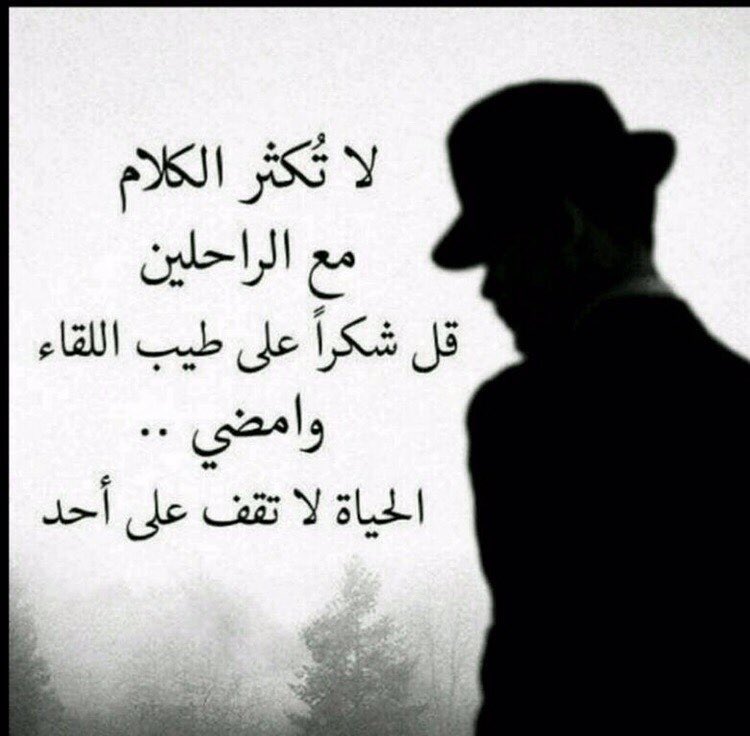 لا تُكثر الكلام
مع الراحلين
قل شكراً على طيب اللقاء
وامضي ..
الحياة لا تقف على أحد